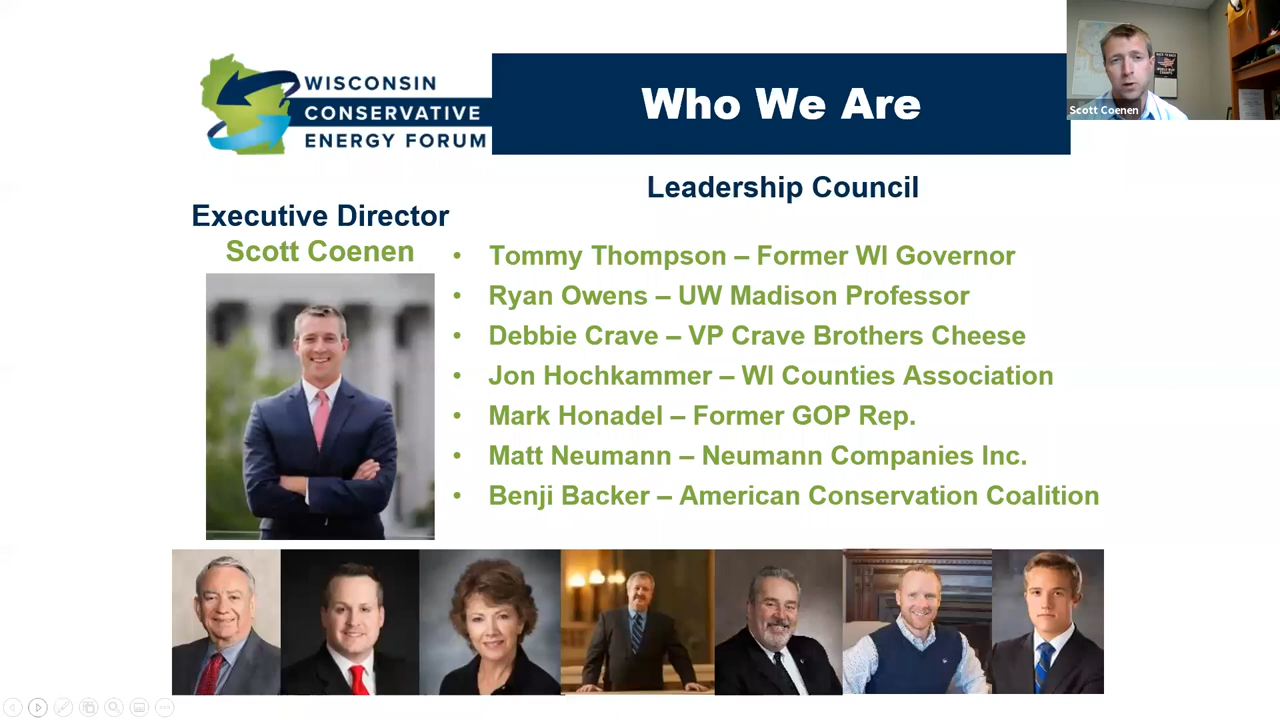 WISCONSIN
CONSERVATIVE
ENERGY FORUM
Who We Are
Scott Coenen
Leadership Council
Executive Director
Scott Coenen
• Tommy Thompson – Former WI Governor
• Ryan Owens – UW Madison Professor
• Debbie Crave – VP Crave Brothers Cheese
• Jon Hochkammer – WI Counties Association
• Mark Honadel – Former GOP Rep.
• Matt Neumann – Neumann Companies Inc.
• Benji Backer – American Conservation Coalition